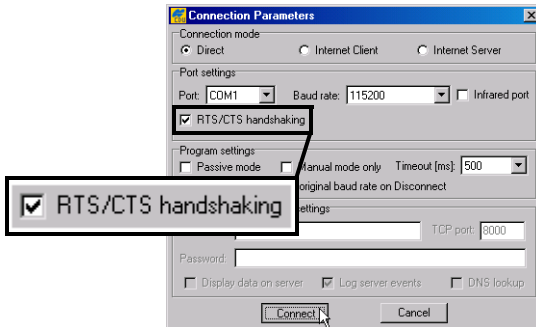 Connection Parameters
Connection mode
Direct Internet Client Internet Server
Port settings
Port: COM1 Baud rate: 115200 Infrared port
RTS/CTS handshaking
Program settings
Passive mode Manual mode only Timeout [ms]: 500
RTS/CTS handshaking
original baud rate on Disconnect
settings
TCP port: 8000
Password:
Display data on server Log server events DNS lookup
Connect Cancel